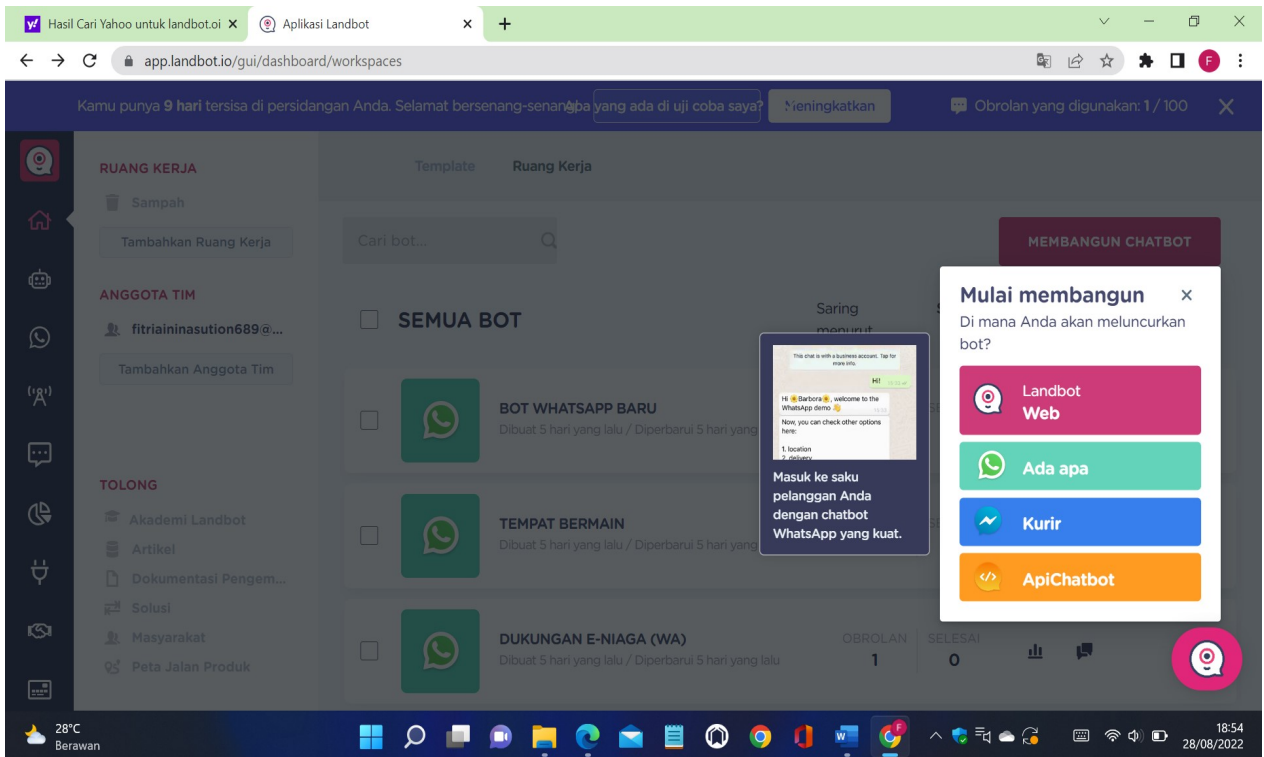 Hasil Cari Yahoo untuk landbot.oi
Aplikasi Landbot
app.landbot.io/gui/dashboard/workspaces
F
Kamu punya 9 hari tersisa di persidangan Anda. Selamat bersenang-senang
yang ada di uji coba saya?
Meningkatkan
Obrolan yang digunakan: 1 / 100
RUANG KERJA
Sampah
Tambahkan Ruang Kerja
ANGGOTA TIM
fitriaininasution689@...
Tambahkan Anggota Tim
TOLONG
Akademi Landbot
Artikel
Dokumentasi Pengem...
Solusi
Masyarakat
Peta Jalan Produk
Template
Ruang Kerja
Cari bot...
MEMBANGUN CHATBOT
SEMUA BOT
Saring
menurut
BOT WHATSAPP BARU
Dibuat 5 hari yang lalu / Diperbarui 5 hari yang
TEMPAT BERMAIN
Dibuat 5 hari yang lalu / Diperbarui 5 hari yang
DUKUNGAN E-NIAGA (WA)
Dibuat 5 hari yang lalu / Diperbarui 5 hari yang lalu
OBROLAN
1
SELESAI
0
This chat is with a business account. Tap for
more info.
Hi!
Hi Barbora, welcome to the
WhatsApp demo
Now, you can check other options
here:
1. location
2. delivery
Masuk ke saku
pelanggan Anda
dengan chatbot
WhatsApp yang kuat.
Mulai membangun
Di mana Anda akan meluncurkan
bot?
Landbot
Web
Ada apa
Kurir
ApiChatbot
28°C
Berawan
18:54
28/08/2022